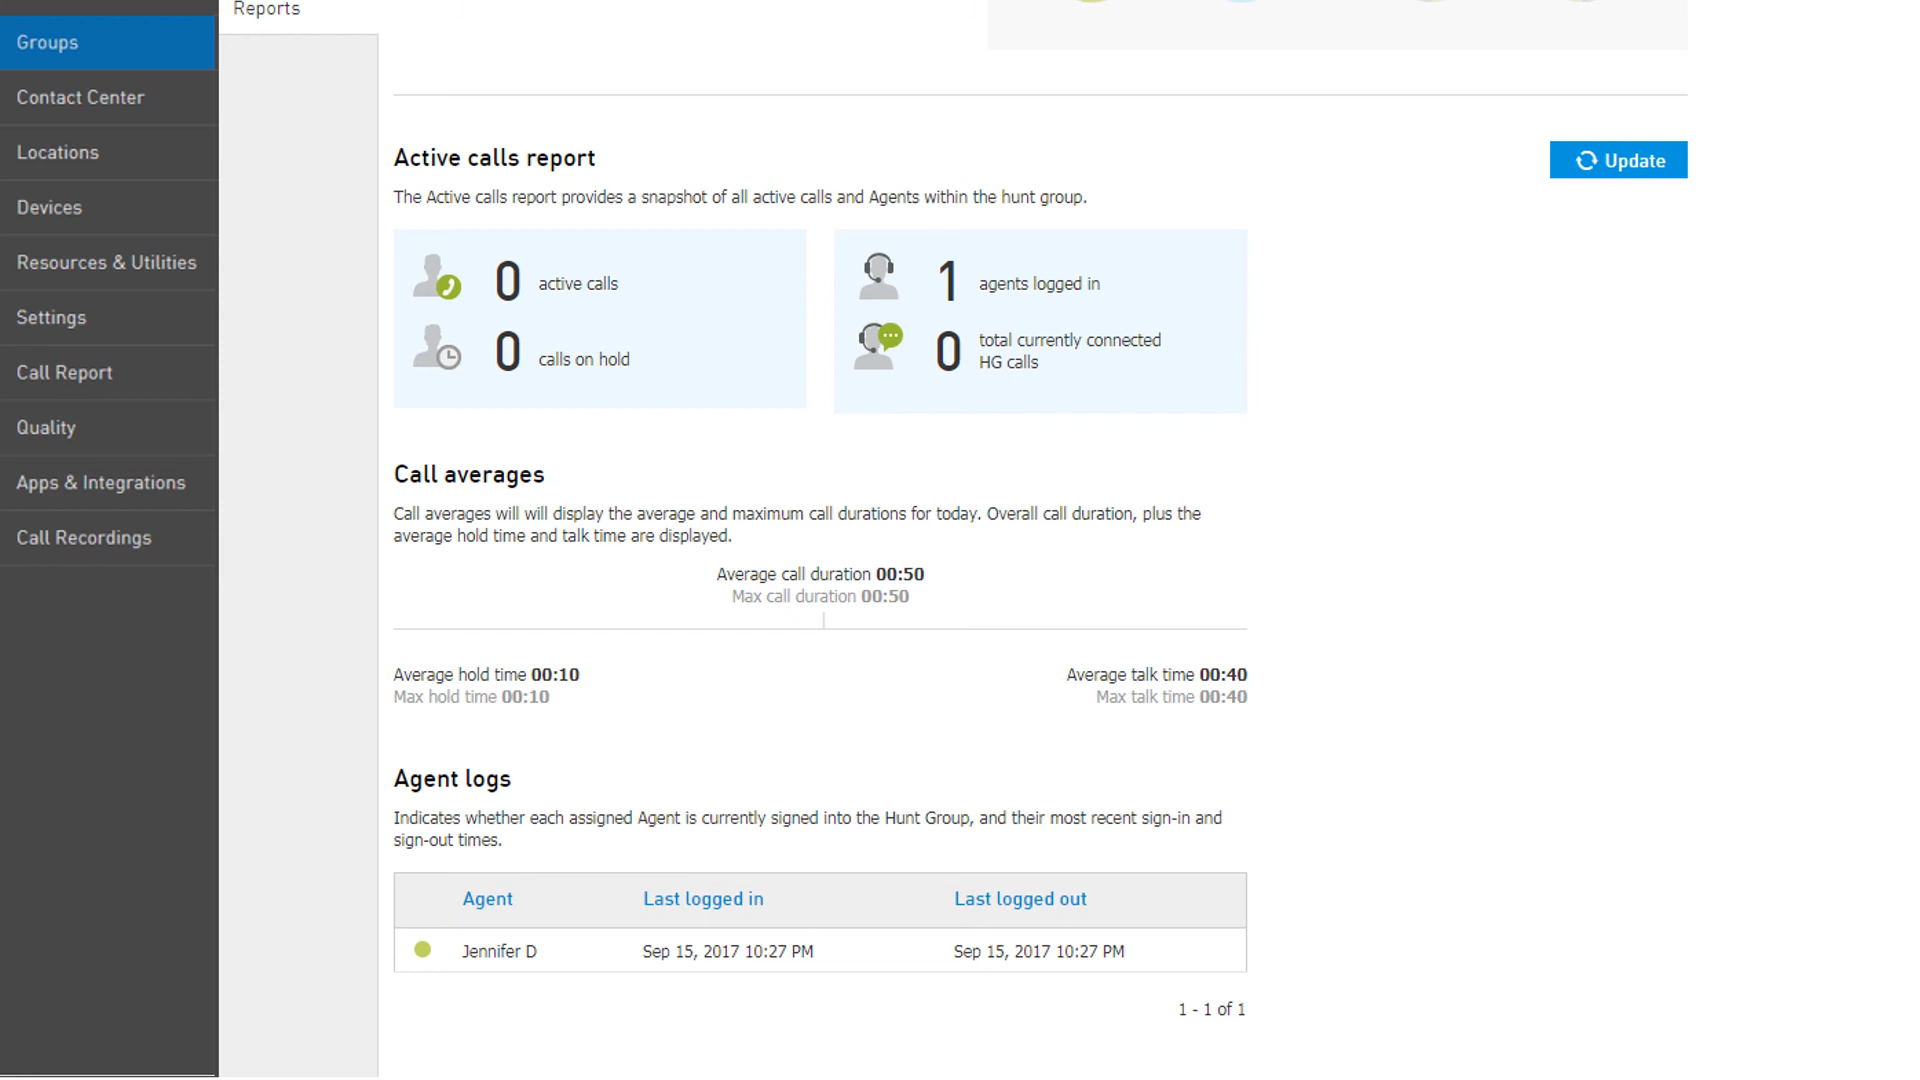 Reports
Groups
Contact Center
Locations
Devices
Resources & Utilities
Settings
Call Report
Quality
Apps & Integrations
Call Recordings
Active calls report
Update
The Active calls report provides a snapshot of all active calls and Agents within the hunt group.
0 active calls
0 calls on hold
1 agents logged in
0 total currently connected
HG calls
Call averages
Call averages will will display the average and maximum call durations for today. Overall call duration, plus the
average hold time and talk time are displayed.
Average call duration 00:50
Max call duration 00:50
Average hold time 00:10
Max hold time 00:10
Average talk time 00:40
Max talk time 00:40
Agent logs
Indicates whether each assigned Agent is currently signed into the Hunt Group, and their most recent sign-in and
sign-out times.
Agent Last logged in Last logged out
Jennifer D Sep 15, 2017 10:27 PM Sep 15, 2017 10:27 PM
1 - 1 of 1